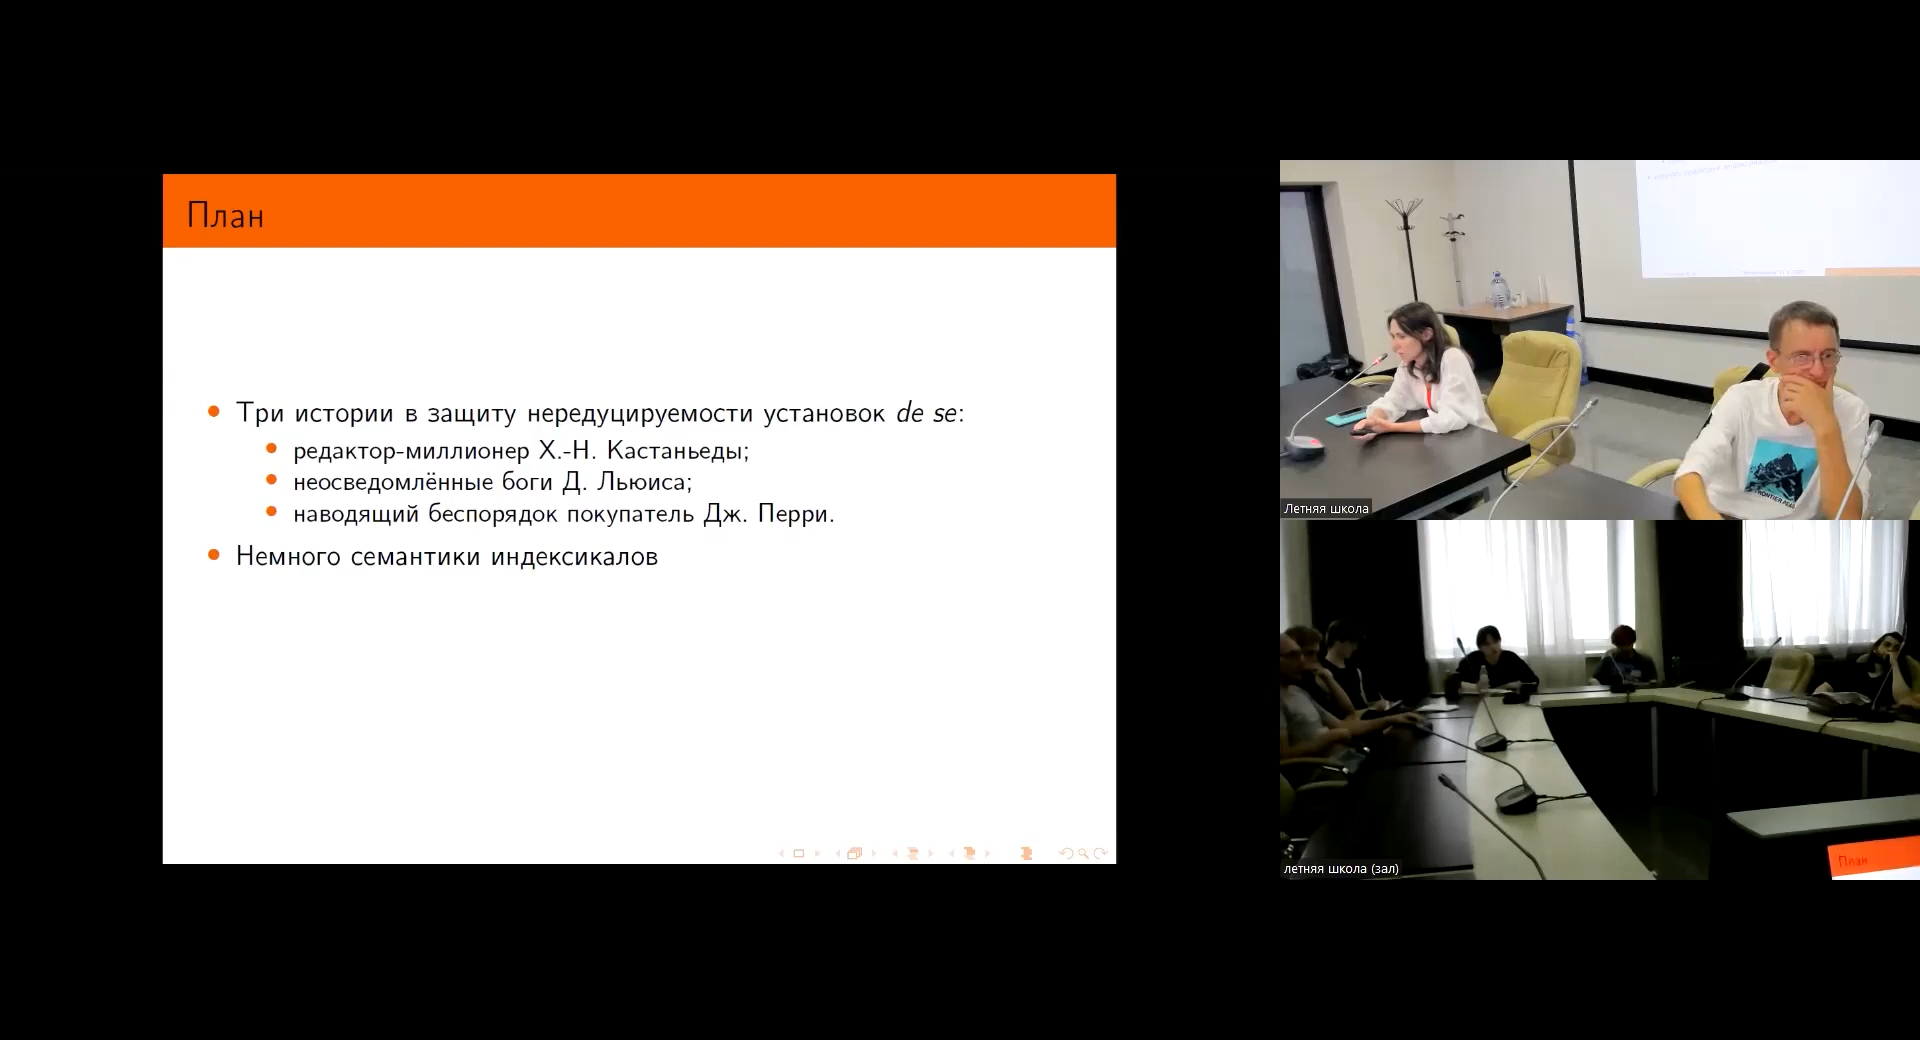 План
Три истории в защиту нередуцируемости установок de se:
редактор-миллионер Х.-Н. Кастаньеды;
неосведомлённые боги Д. Льюиса;
наводящий беспорядок покупатель Дж. Перри.
Немного семантики индексикалов
Летняя школа
летняя школа (зал)
План